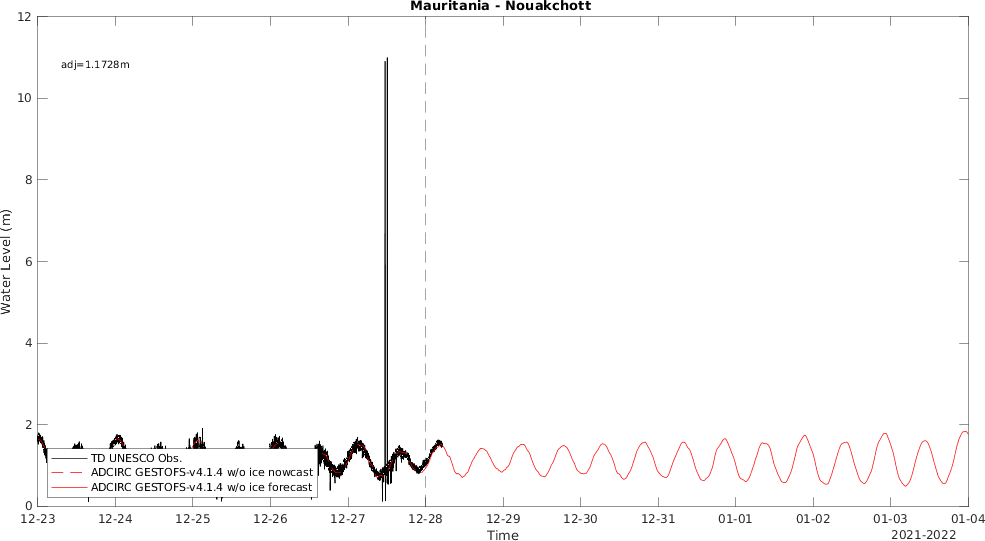 Mauritania - Nouakchott
12
10
8
6
4
2
0
Water Level (m)
adj=1.1728m
TD UNESCO Obs.
ADCIRC GESTOFS-v4.1.4 w/o ice nowcast
ADCIRC GESTOFS-v4.1.4 w/o ice forecast
12-23 12-24 12-25 12-26 12-27 12-28 12-29 12-30 12-31 01-01 01-02 01-03 01-04
Time
2021-2022